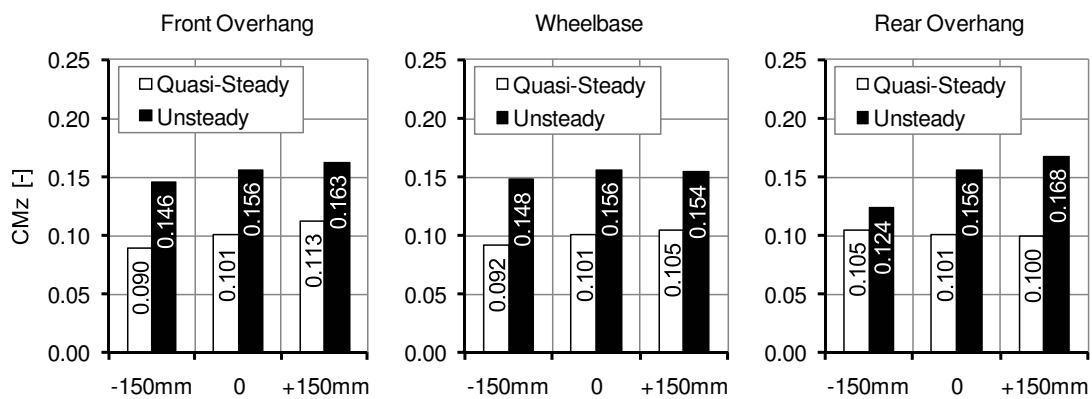 Front Overhang
CMz [-]
0.25
0.20
0.15
0.10
0.05
0.00
Quasi-Steady
Unsteady
0.090
0.146
0.101
0.156
0.113
0.163
-150mm 0 +150mm
Wheelbase
0.25
0.20
0.15
0.10
0.05
0.00
Quasi-Steady
Unsteady
0.092
0.148
0.101
0.156
0.105
0.154
-150mm 0 +150mm
Rear Overhang
0.25
0.20
0.15
0.10
0.05
0.00
Quasi-Steady
Unsteady
0.105
0.124
0.101
0.156
0.100
0.168
-150mm 0 +150mm